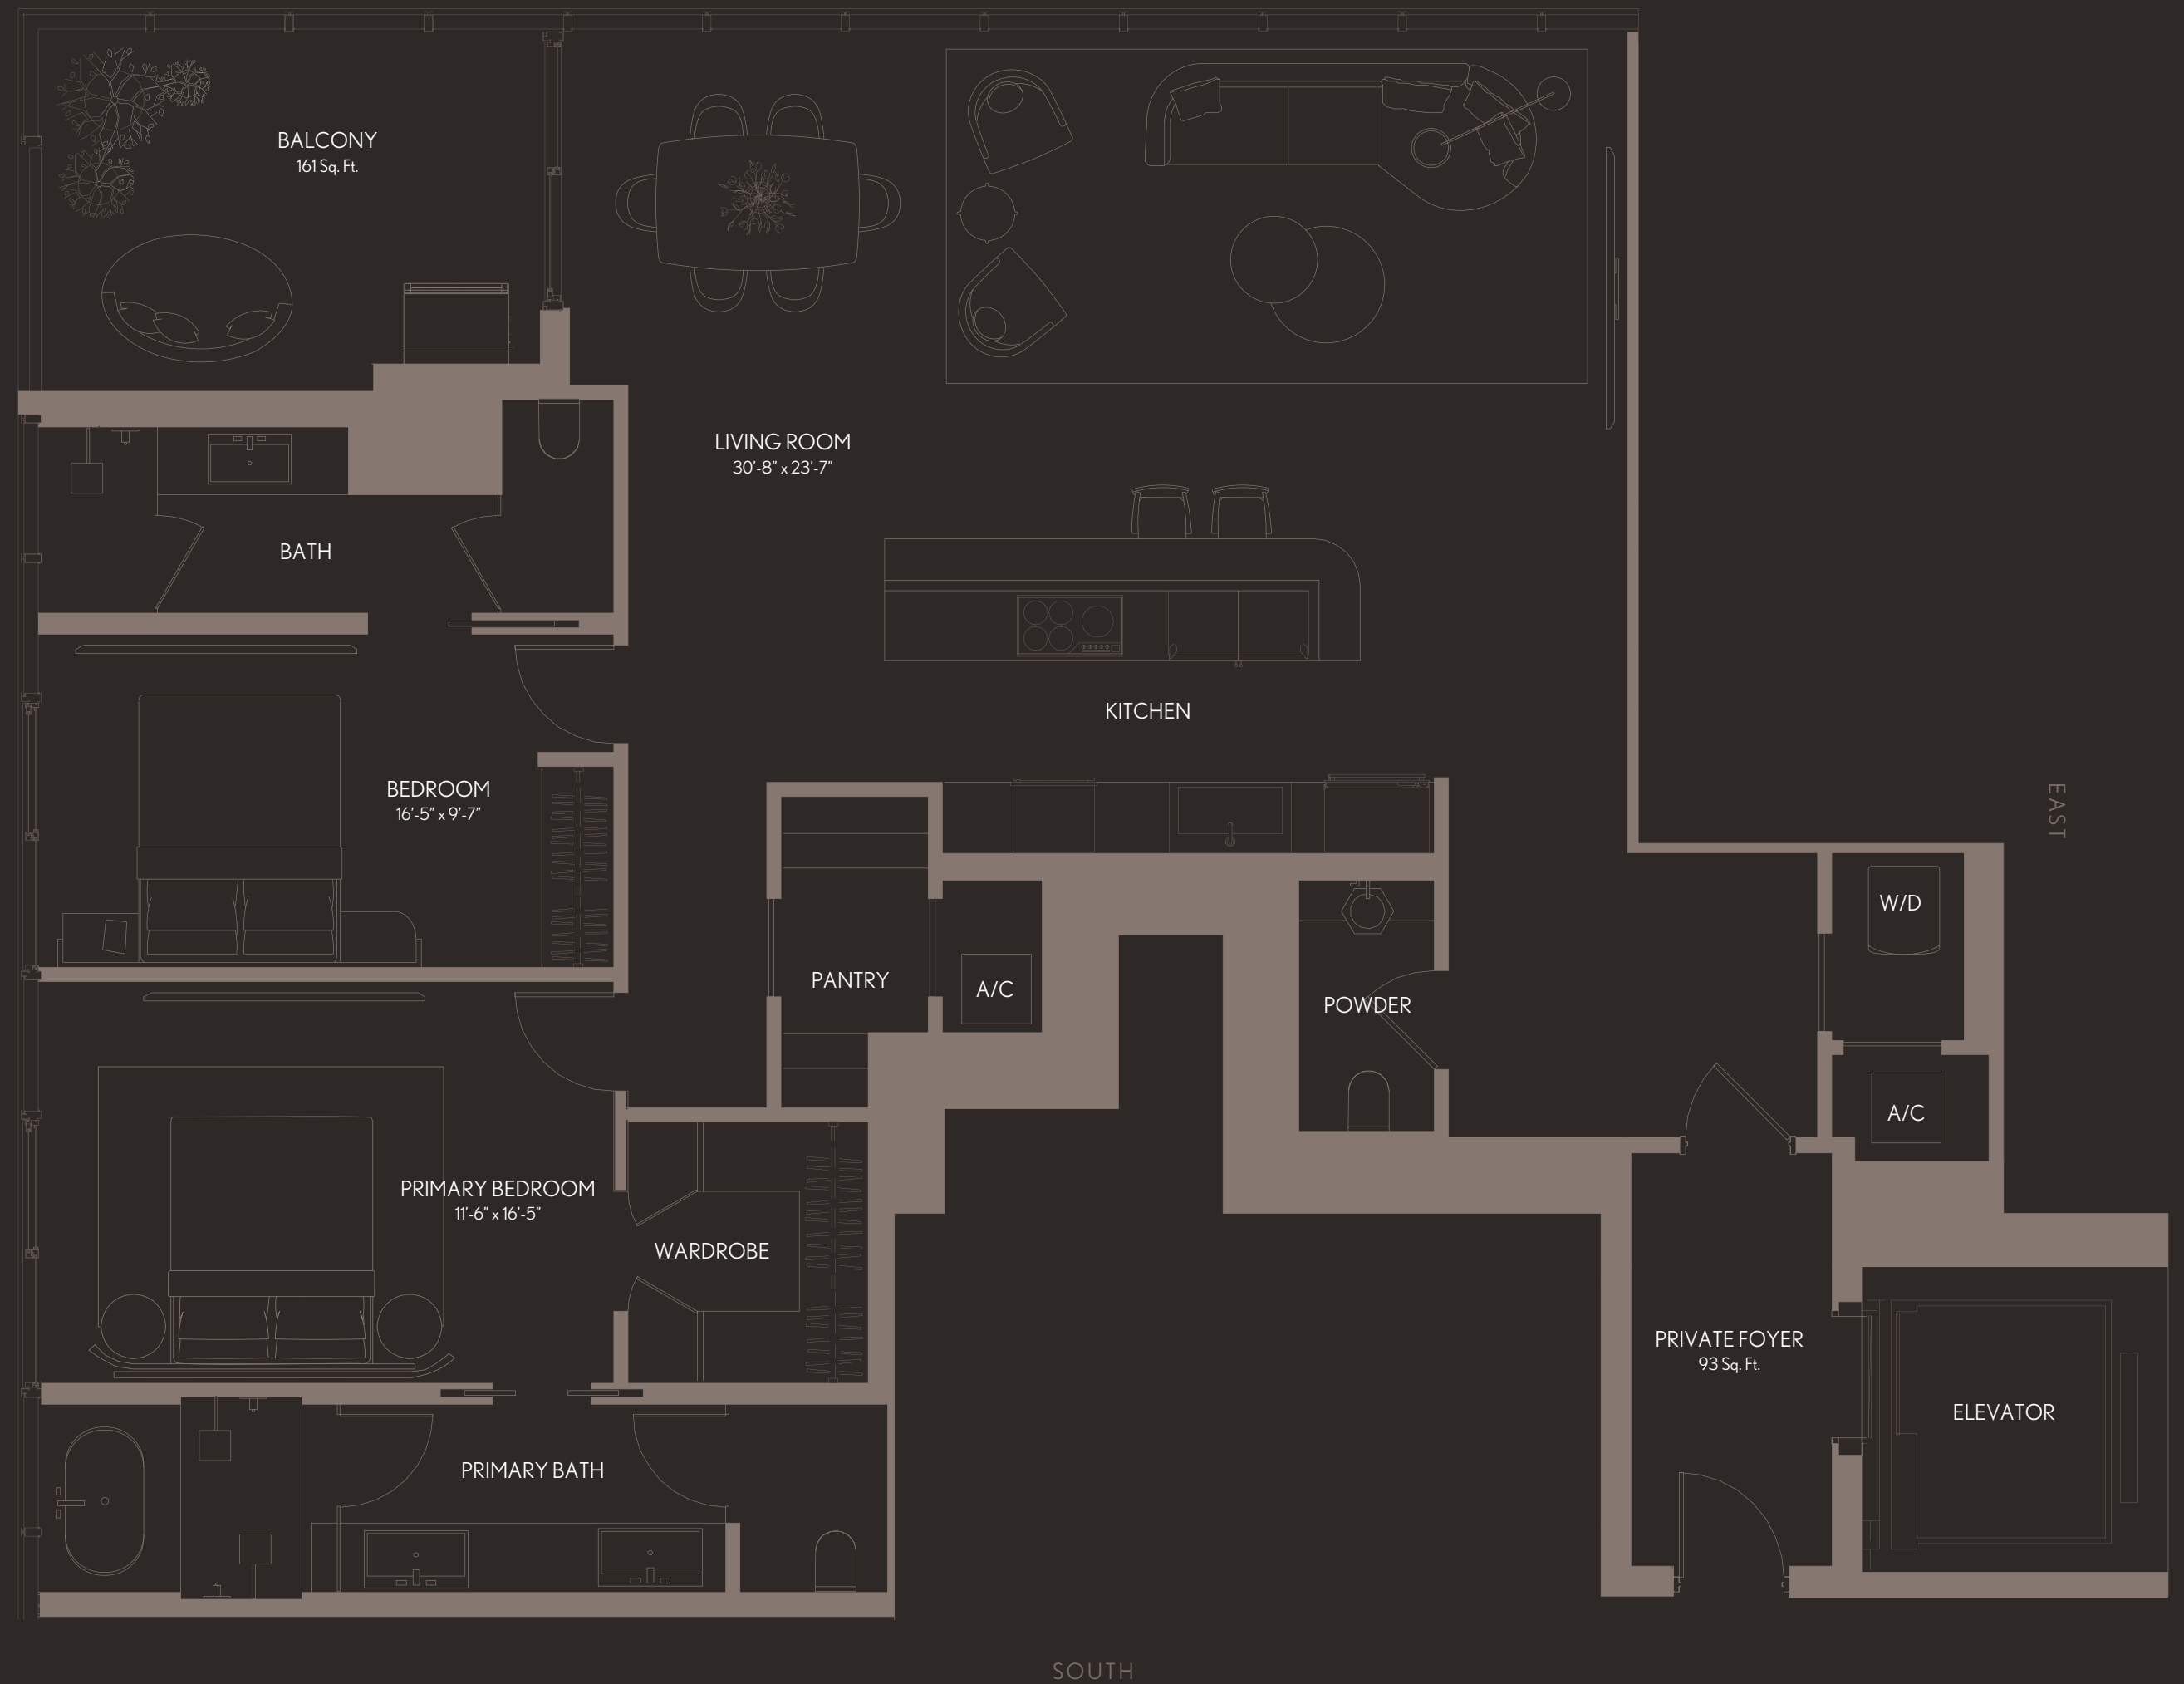 BALCONY
161 Sq. Ft.
LIVING ROOM
30'-8" x 23'-7"
BATH
KITCHEN
BEDROOM
16'-5" x 9'-7"
EAST
W/D
PANTRY
A/C
POWDER
A/C
PRIMARY BEDROOM
11'-6" x 16'-5"
WARDROBE
PRIVATE FOYER
93 Sq. Ft.
ELEVATOR
PRIMARY BATH
SOUTH